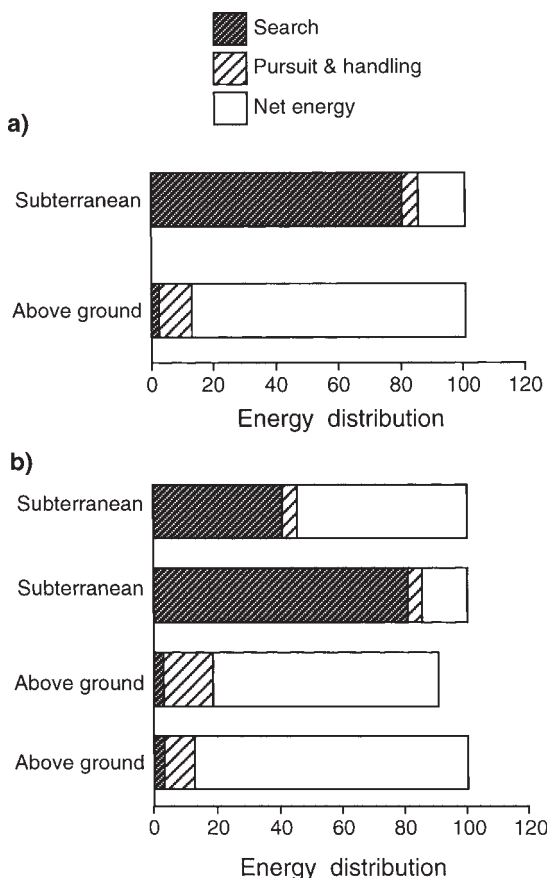 Search
Pursuit & handling
Net energy
a)
Subterranean
Above ground
0 20 40 60 80 100 120
Energy distribution
b)
Subterranean
Subterranean
Above ground
Above ground
0 20 40 60 80 100 120
Energy distribution